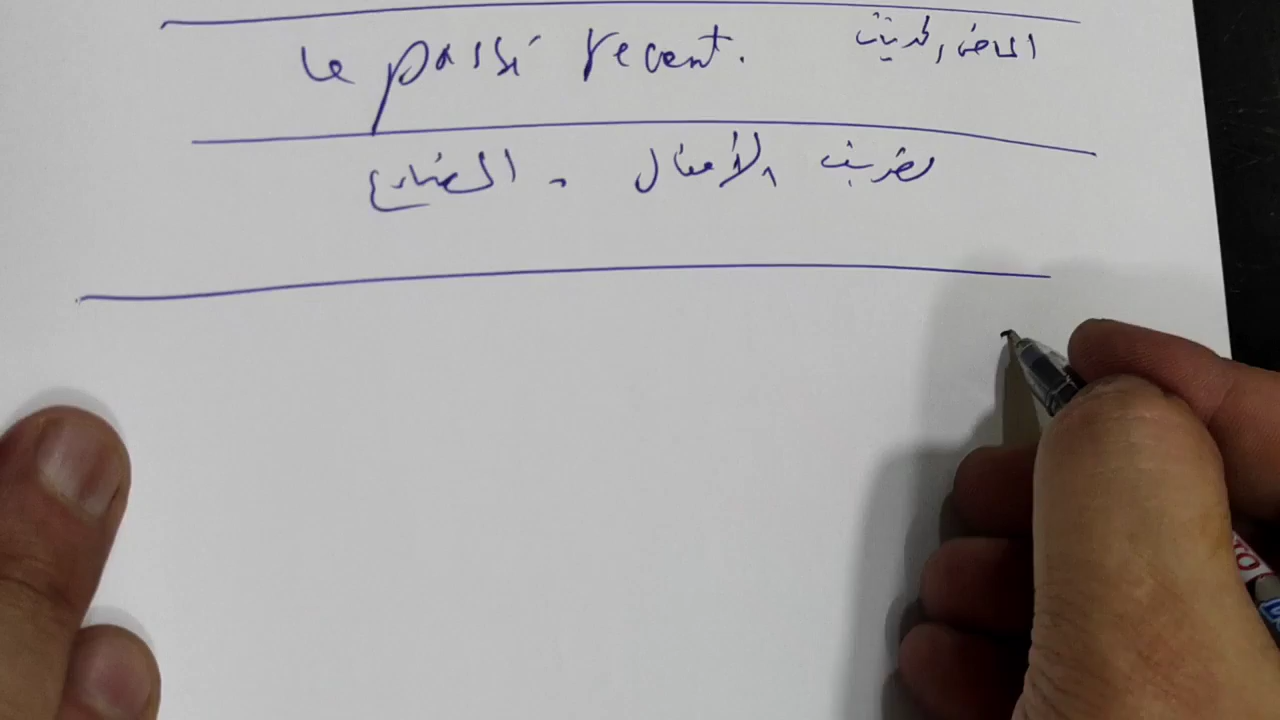 le passé recent. الماضي الحديث
تصريف الأفعال - المضارع